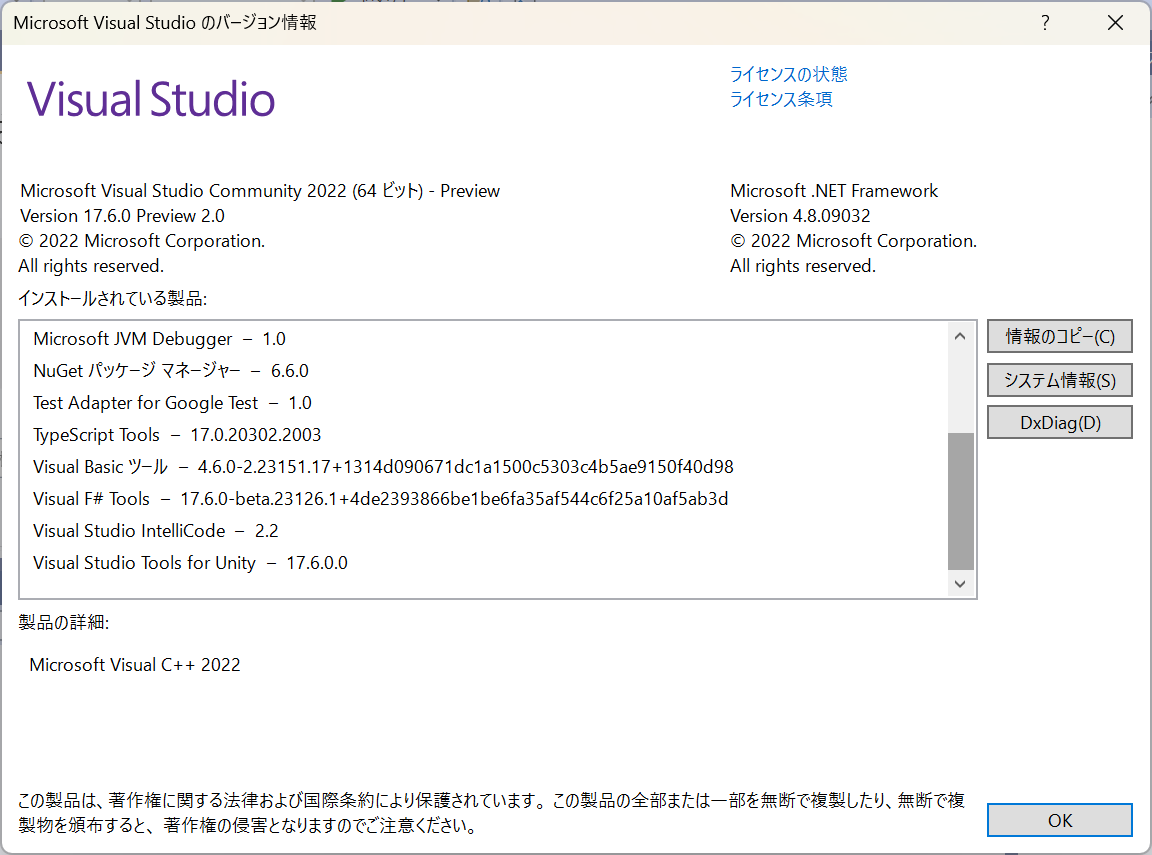 Microsoft Visual Studio のバージョン情報
?
Visual Studio
ライセンスの状態
ライセンス条項
Microsoft Visual Studio Community 2022 (64 ビット) - Preview
Version 17.6.0 Preview 2.0
© 2022 Microsoft Corporation.
All rights reserved.
Microsoft .NET Framework
Version 4.8.09032
© 2022 Microsoft Corporation.
All rights reserved.
インストールされている製品:
Microsoft JVM Debugger – 1.0
NuGet パッケージ マネージャー – 6.6.0
Test Adapter for Google Test – 1.0
TypeScript Tools – 17.0.20302.2003
Visual Basic ツール – 4.6.0-2.23151.17+1314d090671dc1a1500c5303c4b5ae9150f40d98
Visual F# Tools – 17.6.0-beta.23126.1+4de2393866be1be6fa35af544c6f25a10af5ab3d
Visual Studio IntelliCode – 2.2
Visual Studio Tools for Unity – 17.6.0.0
情報のコピー(C)
システム情報(S)
DxDiag(D)
製品の詳細:
Microsoft Visual C++ 2022
この製品は、著作権に関する法律および国際条約により保護されています。この製品の全部または一部を無断で複製したり、無断で複
製物を頒布すると、著作権の侵害となりますのでご注意ください。
OK